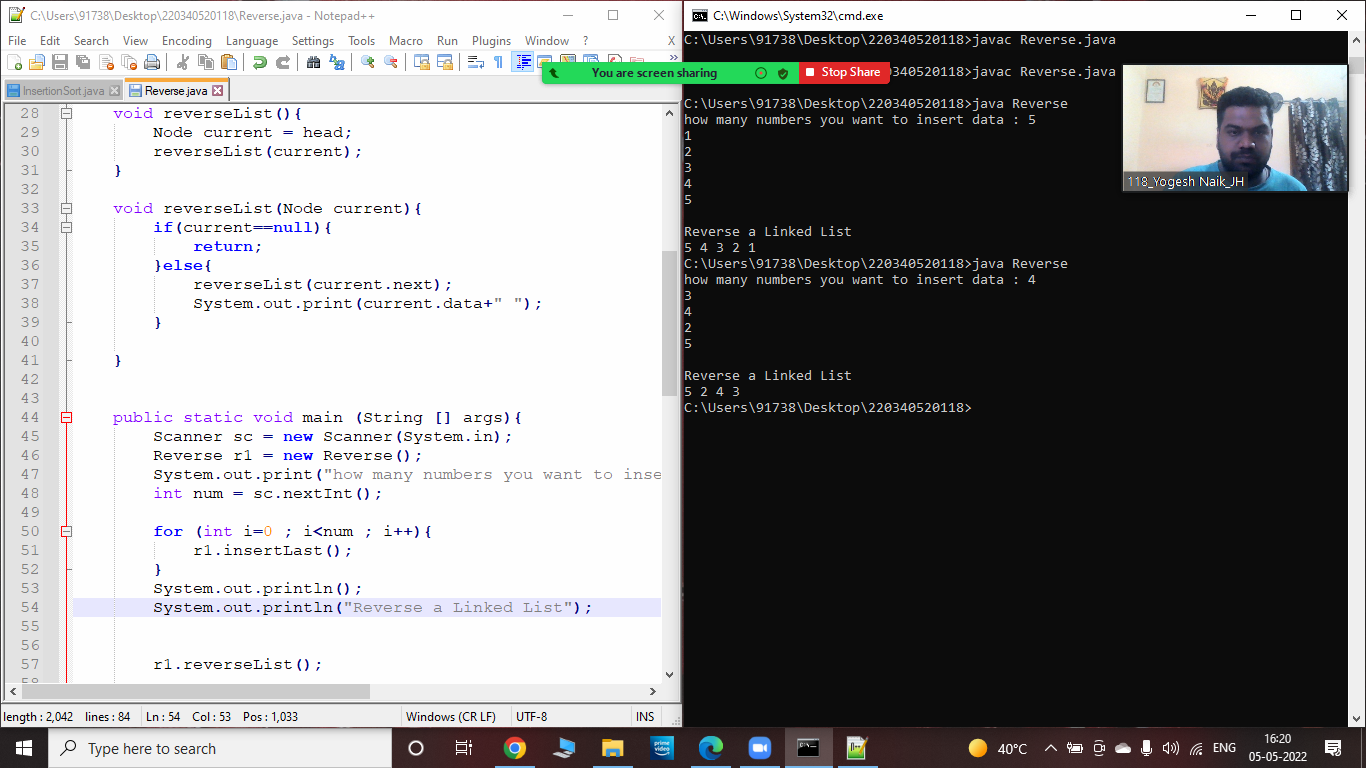 C:\Users\91738\Desktop\220340520118\Reverse.java - Notepad++
File Edit Search View Encoding Language Settings Tools Macro Run Plugins Window ? X
InsertionSort.java Reverse.java
28 void reverseList(){
29 Node current = head;
30 reverseList(current);
31 }
32
33 void reverseList(Node current){
34 if(current==null){
35 return;
36 }else{
37 reverseList(current.next);
38 System.out.print(current.data+" ");
39 }
40
41 }
42
43
44 public static void main (String [] args){
45 Scanner sc = new Scanner(System.in);
46 Reverse r1 = new Reverse();
47 System.out.print("how many numbers you want to inse
48 int num = sc.nextInt();
49
50 for (int i=0 ; i<num ; i++){
51 r1.insertLast();
52 }
53 System.out.println();
54 System.out.println("Reverse a Linked List");
55
56
57 r1.reverseList();
length : 2,042 lines : 84 Ln : 54 Col : 53 Pos : 1,033 Windows (CR LF) UTF-8 INS
You are screen sharing Stop Share
C:\Windows\System32\cmd.exe
C:\Users\91738\Desktop\220340520118>javac Reverse.java
40520118>javac Reverse.java
C:\Users\91738\Desktop\220340520118>java Reverse
how many numbers you want to insert data : 5
1
2
3
4
5
Reverse a Linked List
5 4 3 2 1
C:\Users\91738\Desktop\220340520118>java Reverse
how many numbers you want to insert data : 4
3
4
2
5
Reverse a Linked List
5 2 4 3
C:\Users\91738\Desktop\220340520118>
118_Yogesh Naik_JH
Type here to search
prime video
40°C
ENG
16:20
05-05-2022